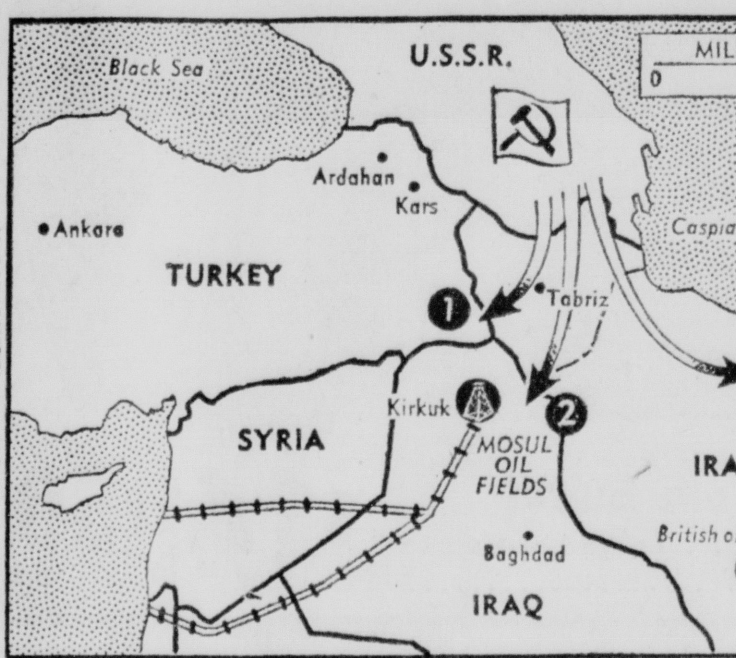 Black Sea
U.S.S.R.
MIL
0
Ardahan
Kars
Ankara
Caspia
TURKEY
1
Tabriz
Kirkuk
2
SYRIA
MOSUL
OIL
FIELDS
IRA
British o
Baghdad
IRAQ